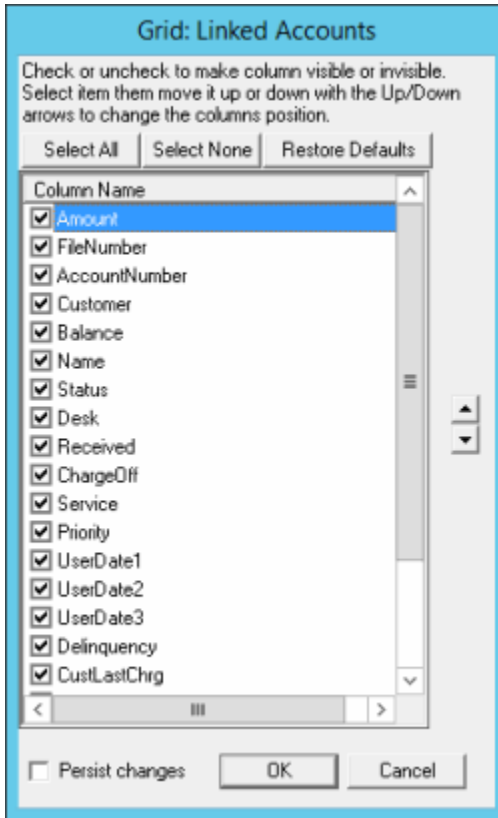 Grid: Linked Accounts
Check or uncheck to make column visible or invisible.
Select item them move it up or down with the Up/Down
arrows to change the columns position.
Select All
Select None
Restore Defaults
Column Name
Amount
FileNumber
AccountNumber
Customer
Balance
Name
Status
Desk
Received
ChargeOff
Service
Priority
UserDate1
UserDate2
UserDate3
Delinquency
CustLastChrg
Persist changes
OK
Cancel